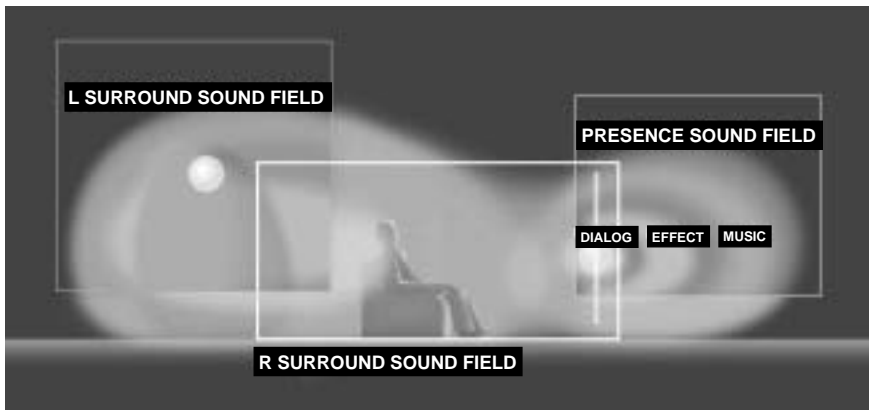 L SURROUND SOUND FIELD
PRESENCE SOUND FIELD
DIALOG EFFECT MUSIC
R SURROUND SOUND FIELD